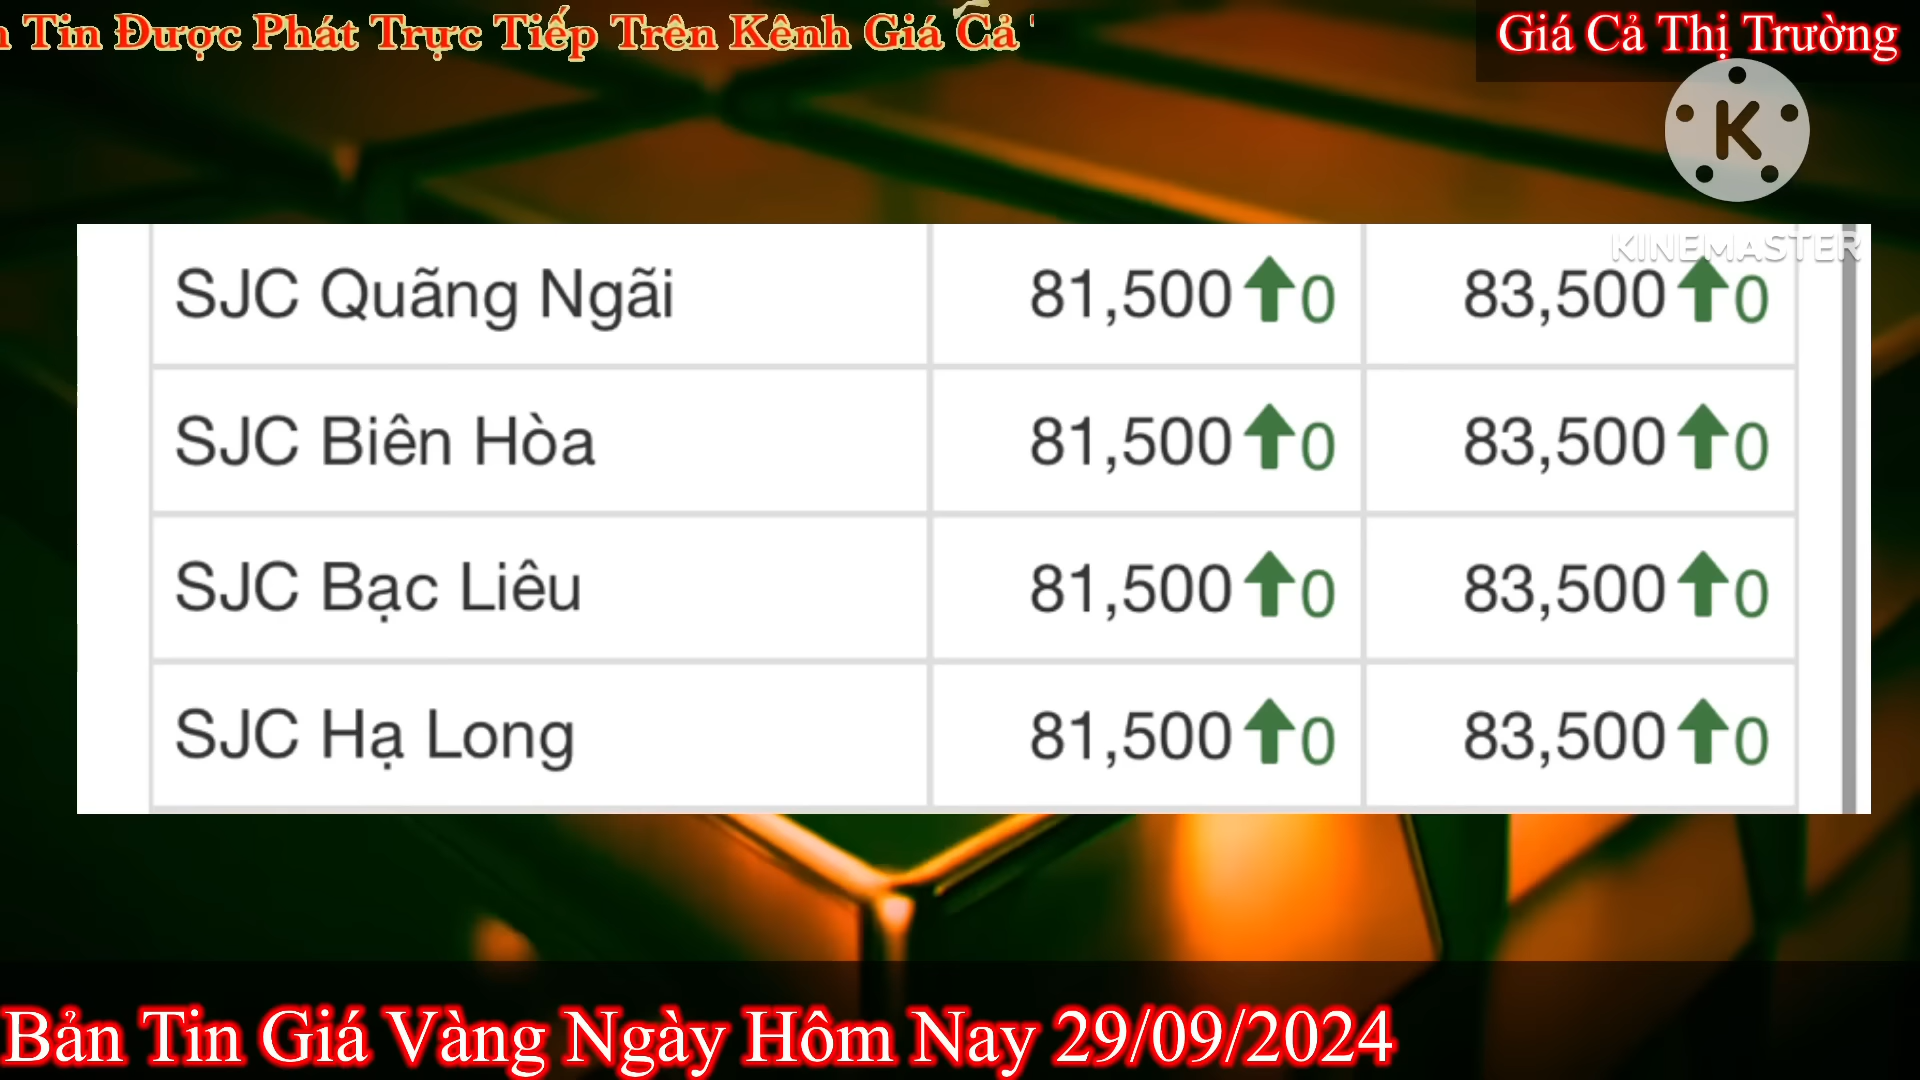 Tin Được Phát Trực Tiếp Trên Kênh Giá Cả
Giá Cả Thị Trường
K
KINEMASTER
SJC Quãng Ngãi 81,500 0 83,500 0
SJC Biên Hòa 81,500 0 83,500 0
SJC Bạc Liêu 81,500 0 83,500 0
SJC Hạ Long 81,500 0 83,500 0
Bản Tin Giá Vàng Ngày Hôm Nay 29/09/2024